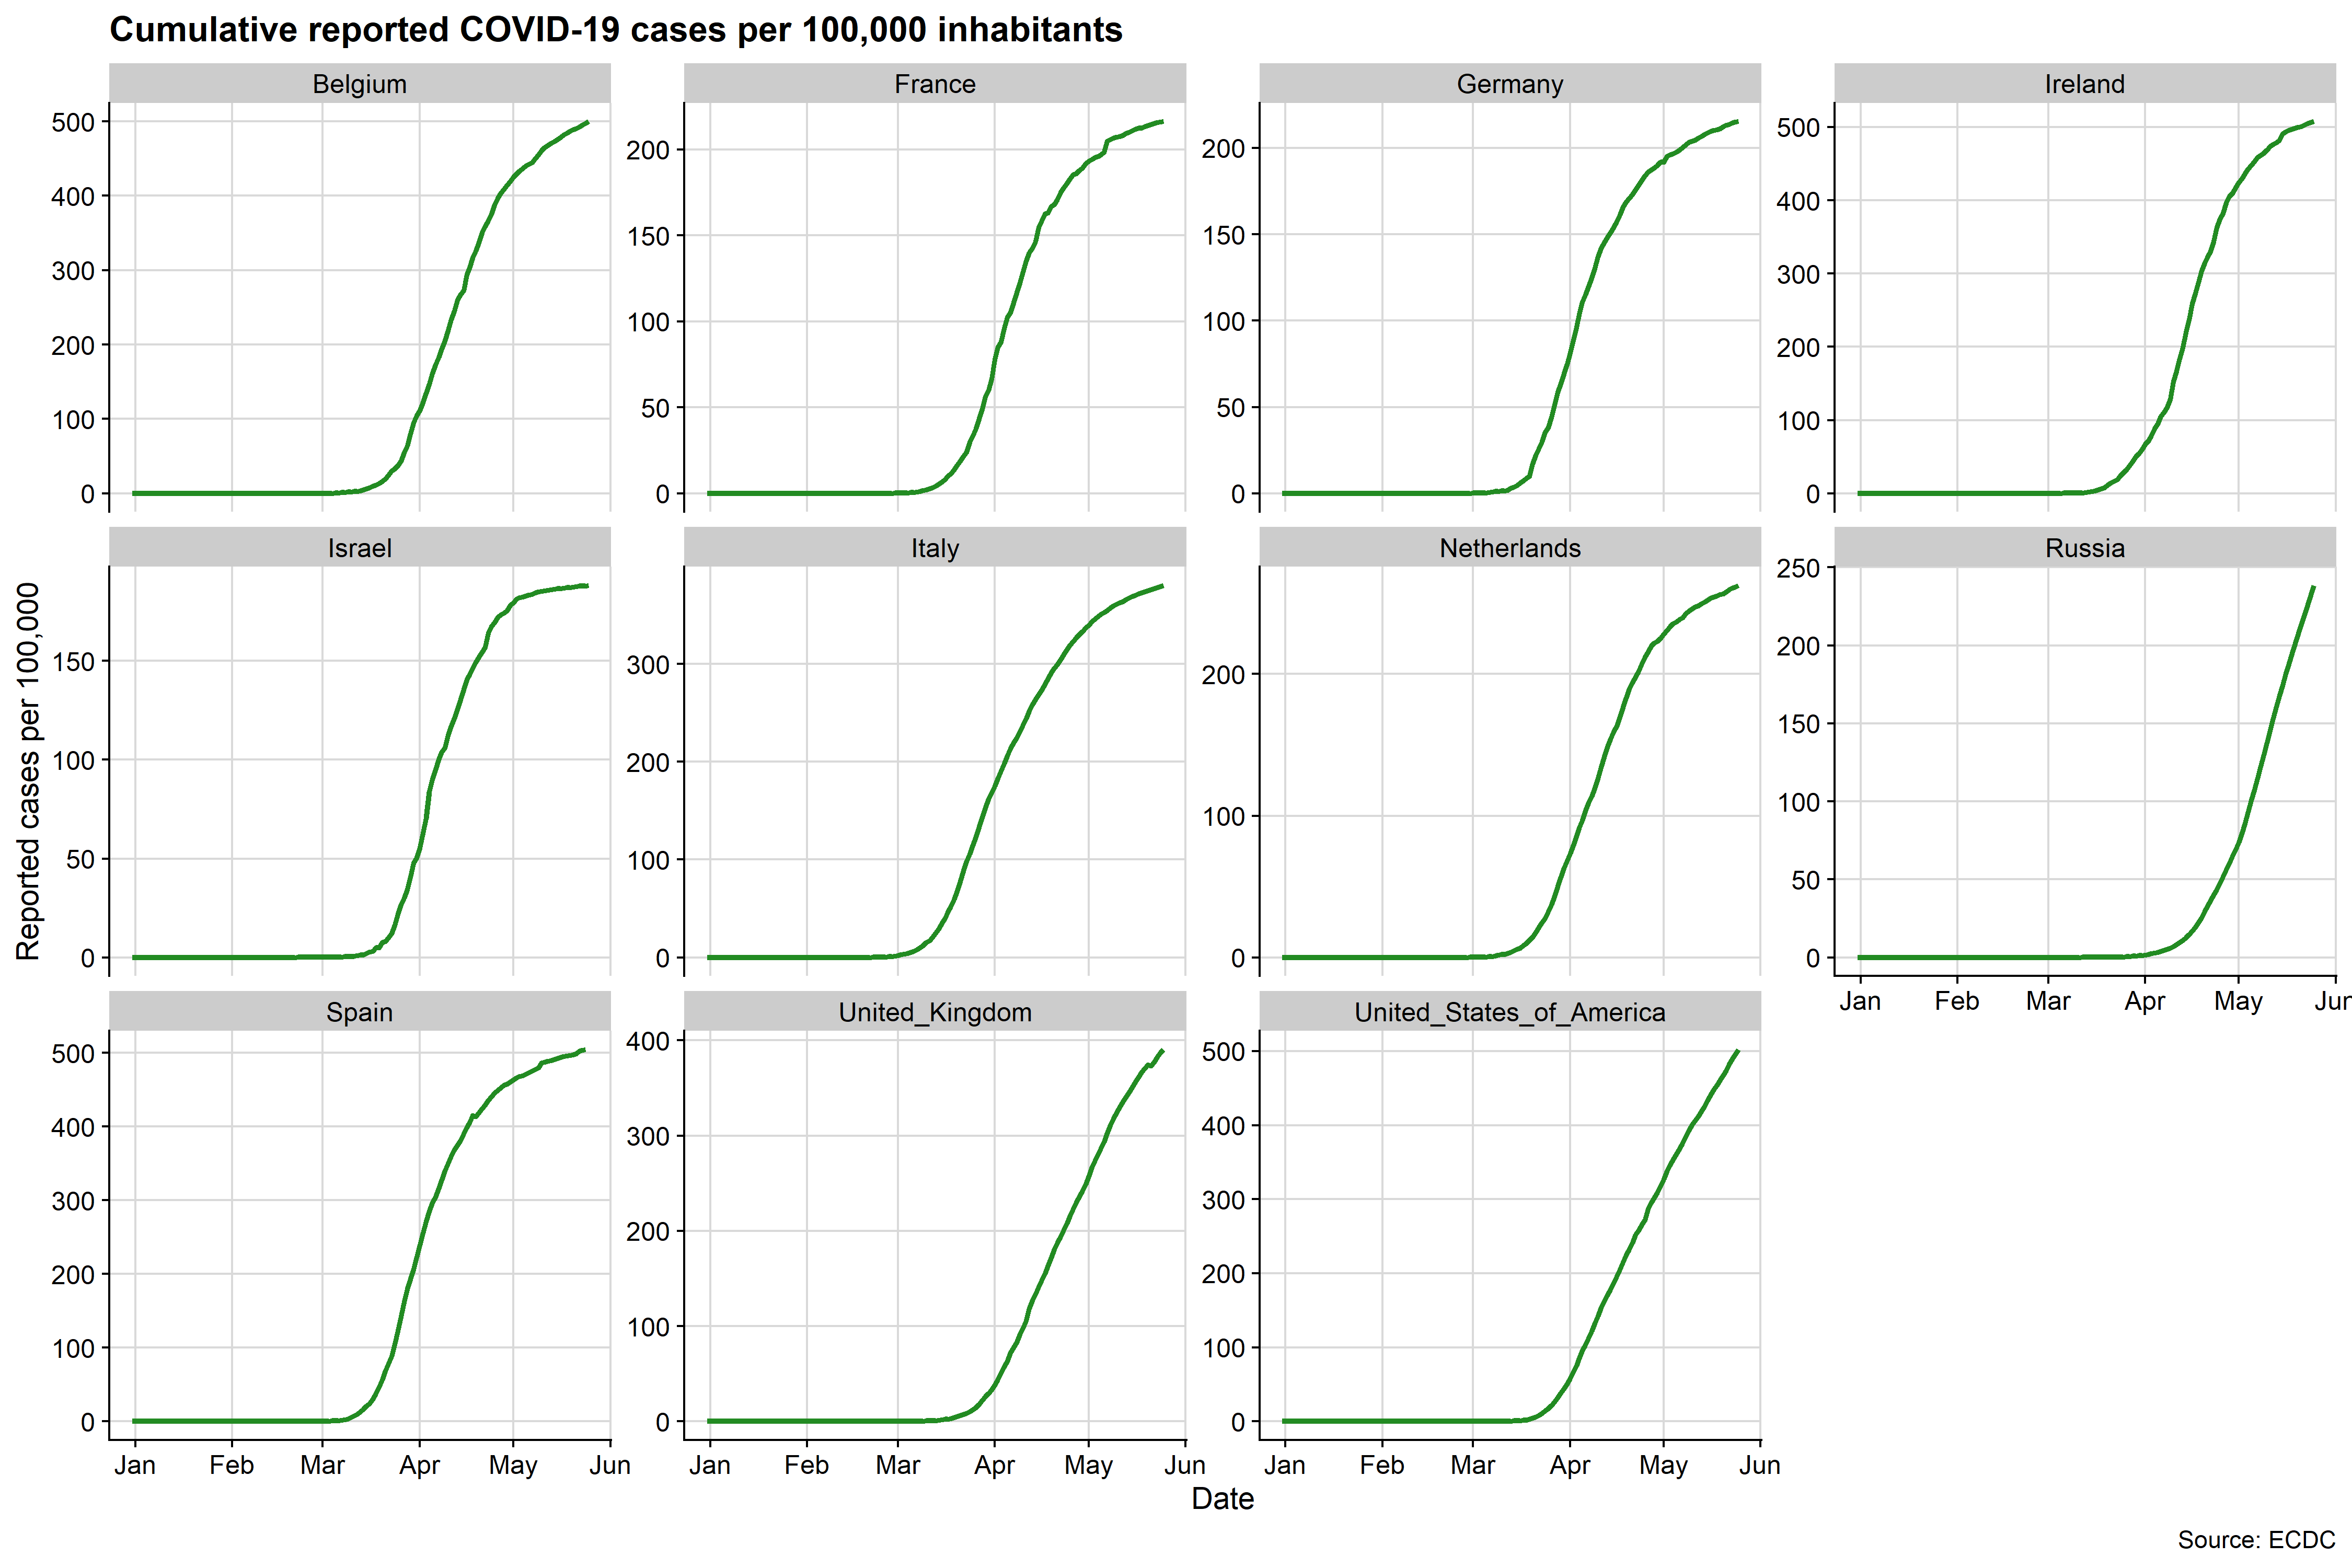 Cumulative reported COVID-19 cases per 100,000 inhabitants
Belgium
France
Germany
Ireland
500
400
300
200
100
0
200
150
100
50
0
200
150
100
50
0
500
400
300
200
100
0
Israel
Italy
Netherlands
Russia
150
100
50
0
300
200
100
0
200
100
0
250
200
150
100
50
0
Jan Feb Mar Apr May Jun
Reported cases per 100,000
Spain
United_Kingdom
United_States_of_America
500
400
300
200
100
0
400
300
200
100
0
500
400
300
200
100
0
Jan Feb Mar Apr May Jun
Jan Feb Mar Apr May Jun
Jan Feb Mar Apr May Jun
Date
Source: ECDC